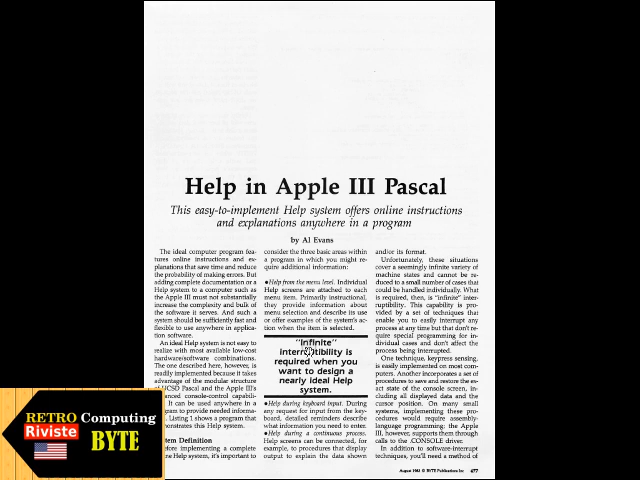 Help in Apple III Pascal
This easy-to-implement Help system offers online instructions
and explanations anywhere in a program
by Al Evans
The ideal computer program fea-
tures online instructions and ex-
planations that save time and reduce
the probability of making errors. But
adding complete documentation or a
Help system to a computer such as
the Apple III must not substantially
increase the complexity and bulk of
the software it serves. And such a
system should be sufficiently fast and
flexible to use anywhere in applica-
tion software.
An ideal Help system is not easy to
realize with most available low-cost
hardware/software combinations.
The one described here, however, is
readily implemented because it takes
advantage of the modular structure
of UCSD Pascal and the Apple III's
anced console-control capabili-
It can be used anywhere in a
gram to provide needed informa-
Listing 1 shows a program that
monstrates this Help system.
tem Definition
efore implementing a complete
ne Help system, it's important to
consider the three basic areas within
a program in which you might re-
quire additional information:
●Help from the menu level. Individual
Help screens are attached to each
menu item. Primarily instructional,
they provide information about
menu selection and describe its use
or offer examples of the system's ac-
tion when the item is selected.
"Infinite"
interruptibility is
required when you
want to design a
nearly ideal Help
system.
●Help during keyboard input. During
any request for input from the key-
board, detailed reminders describe
what information you need to enter.
●Help during a continuous process.
Help screens can be connected, for
example, to procedures that display
output to explain the data shown
and/or its format.
Unfortunately, these situations
cover a seemingly infinite variety of
machine states and cannot be re-
duced to a small number of cases that
could be handled individually. What
is required, then, is "infinite" inter-
ruptibility. This capability is pro-
vided by a set of techniques that
enable you to easily interrupt any
process at any time but that don't re-
quire special programming for in-
dividual cases and don't affect the
process being interrupted.
One technique, keypress sensing,
is easily implemented on most com-
puters. Another incorporates a set of
procedures to save and restore the ex-
act state of the console screen, in-
cluding all displayed data and the
cursor position. On many small
systems, implementing these pro-
cedures would require assembly-
language programming; the Apple
III, however, supports them through
calls to the .CONSOLE driver.
In addition to software-interrupt
techniques, you'll need a method of
August 1983 © BYTE Publications Inc 477
RETRO Computing
Riviste BYTE